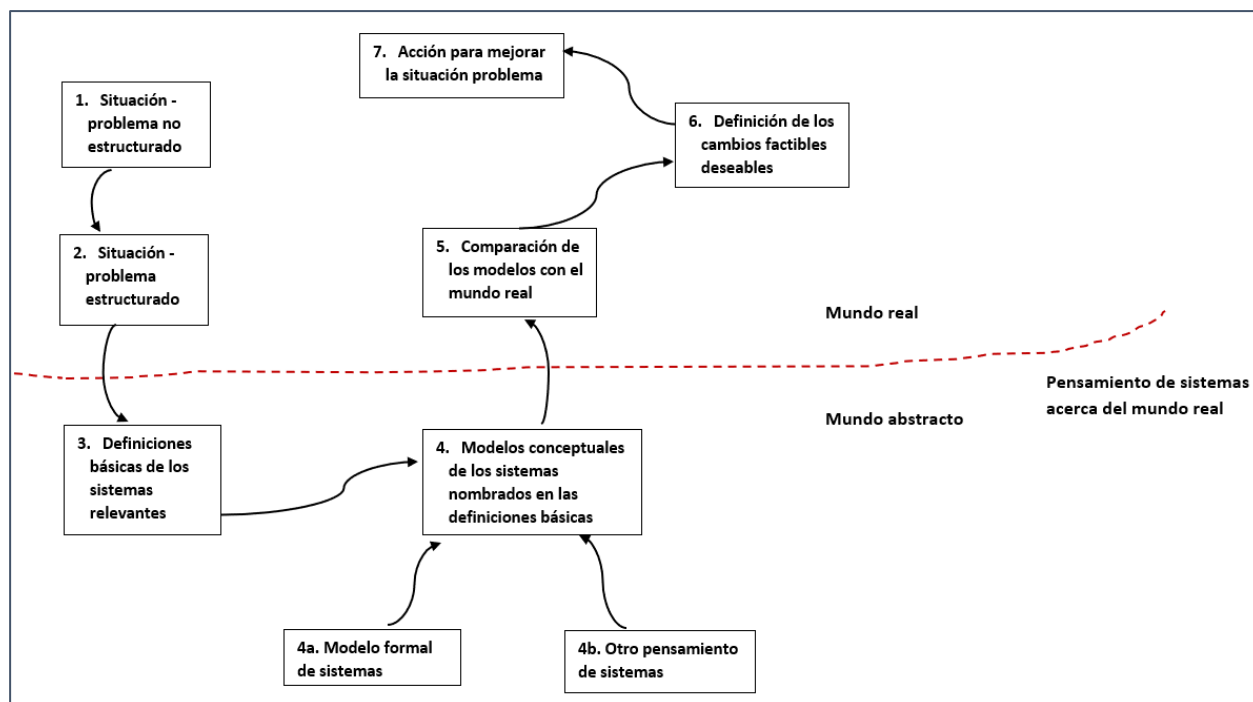 7. Acción para mejorar
la situación problema
1. Situación -
problema no
estructurado
6. Definición de los
cambios factibles
deseables
2. Situación -
problema
estructurado
5. Comparación de
los modelos con el
mundo real
Mundo real
Pensamiento de sistemas
acerca del mundo real
Mundo abstracto
3. Definiciones
básicas de los
sistemas
relevantes
4. Modelos conceptuales
de los sistemas
nombrados en las
definiciones básicas
4a. Modelo formal
de sistemas
4b. Otro pensamiento
de sistemas